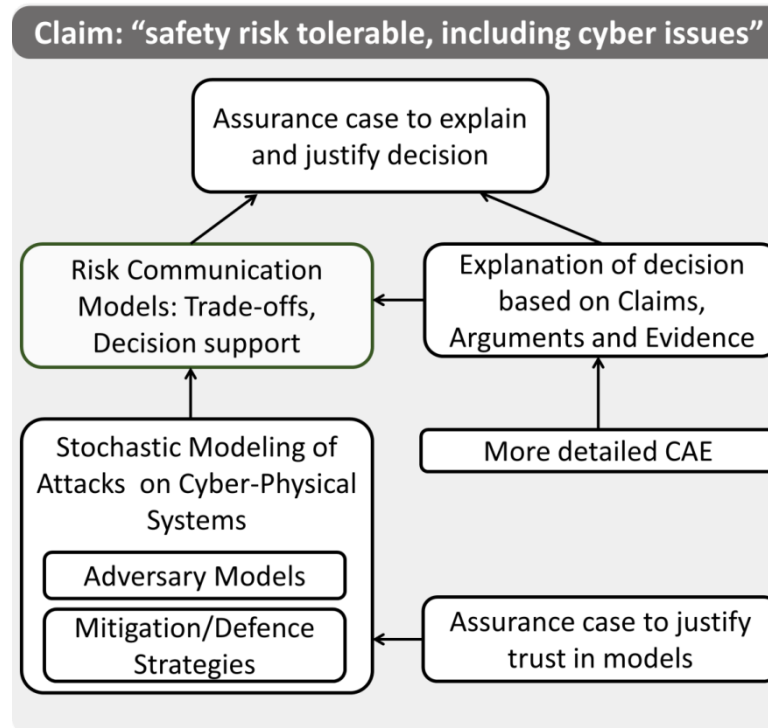 Claim: “safety risk tolerable, including cyber issues”
Assurance case to explain
and justify decision
Risk Communication
Models: Trade-offs,
Decision support
Explanation of decision
based on Claims,
Arguments and Evidence
Stochastic Modeling of
Attacks on Cyber-Physical
Systems
More detailed CAE
Adversary Models
Mitigation/Defence
Strategies
Assurance case to justify
trust in models